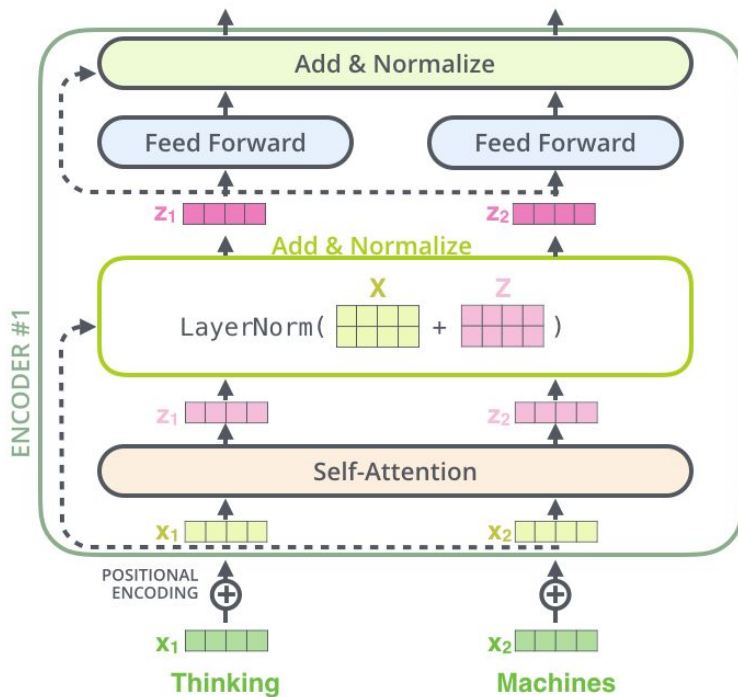 Add & Normalize
Feed Forward Feed Forward
z₁ z₂
Add & Normalize
X Z
LayerNorm( + )
ENCODER #1
z₁ z₂
Self-Attention
x₁ x₂
POSITIONAL
ENCODING
x₁ x₂
Thinking Machines